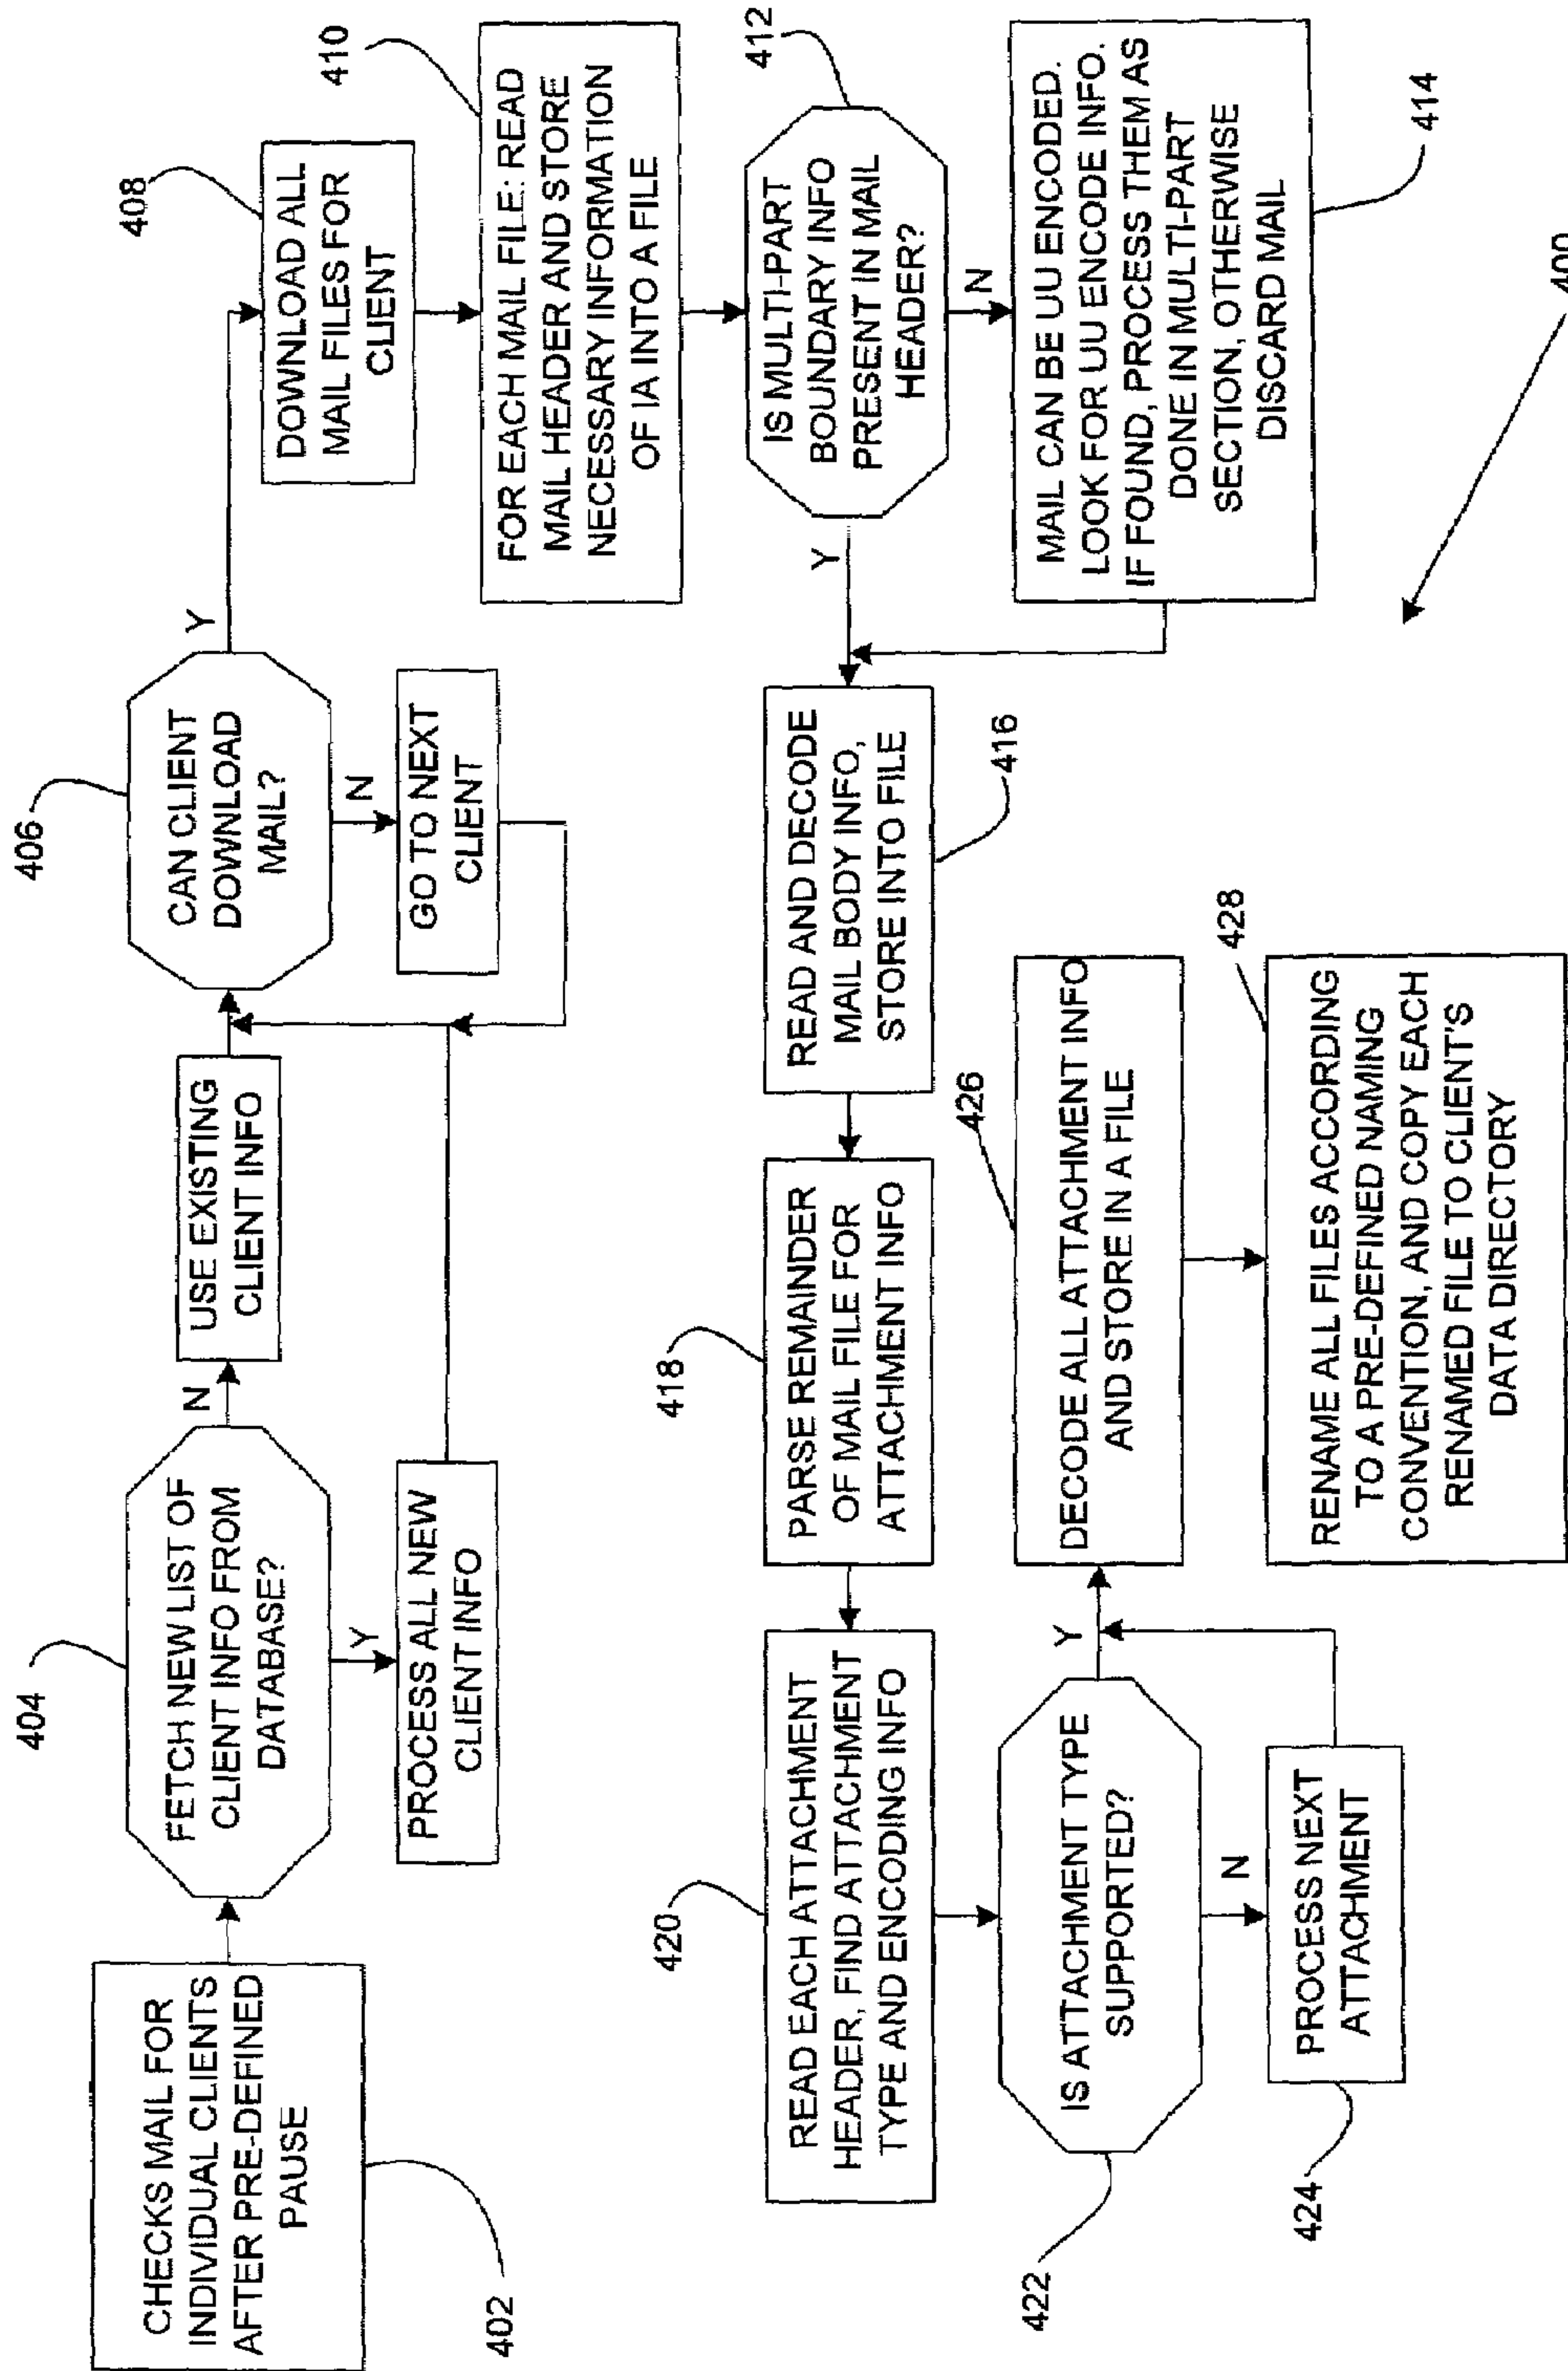 CHECKS MAIL FOR
INDIVIDUAL CLIENTS
AFTER PRE-DEFINED
PAUSE
402
404
FETCH NEW LIST OF
CLIENT INFO FROM
DATABASE?
N
Y
USE EXISTING
CLIENT INFO
PROCESS ALL NEW
CLIENT INFO
406
CAN CLIENT
DOWNLOAD
MAIL?
Y
N
GO TO NEXT
CLIENT
408
DOWNLOAD ALL
MAIL FILES FOR
CLIENT
410
FOR EACH MAIL FILE: READ
MAIL HEADER AND STORE
NECESSARY INFORMATION
OF IA INTO A FILE
412
IS MULTI-PART
BOUNDARY INFO
PRESENT IN MAIL
HEADER?
Y
N
MAIL CAN BE UU ENCODED.
LOOK FOR UU ENCODE INFO.
IF FOUND, PROCESS THEM AS
DONE IN MULTI-PART
SECTION, OTHERWISE
DISCARD MAIL
414
READ AND DECODE
MAIL BODY INFO,
STORE INTO FILE
416
418
PARSE REMAINDER
OF MAIL FILE FOR
ATTACHMENT INFO
420
READ EACH ATTACHMENT
HEADER, FIND ATTACHMENT
TYPE AND ENCODING INFO
IS ATTACHMENT TYPE
SUPPORTED?
422
Y
N
PROCESS NEXT
ATTACHMENT
424
426
DECODE ALL ATTACHMENT INFO
AND STORE IN A FILE
428
RENAME ALL FILES ACCORDING
TO A PRE-DEFINED NAMING
CONVENTION, AND COPY EACH
RENAMED FILE TO CLIENT'S
DATA DIRECTORY